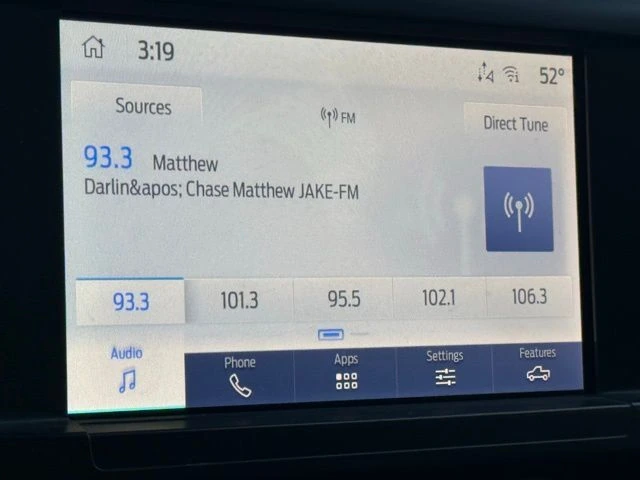 3:19
52°
Sources
FM
Direct Tune
93.3 Matthew
Darlin&apos; Chase Matthew JAKE-FM
93.3 101.3 95.5 102.1 106.3
Audio Phone Apps Settings Features